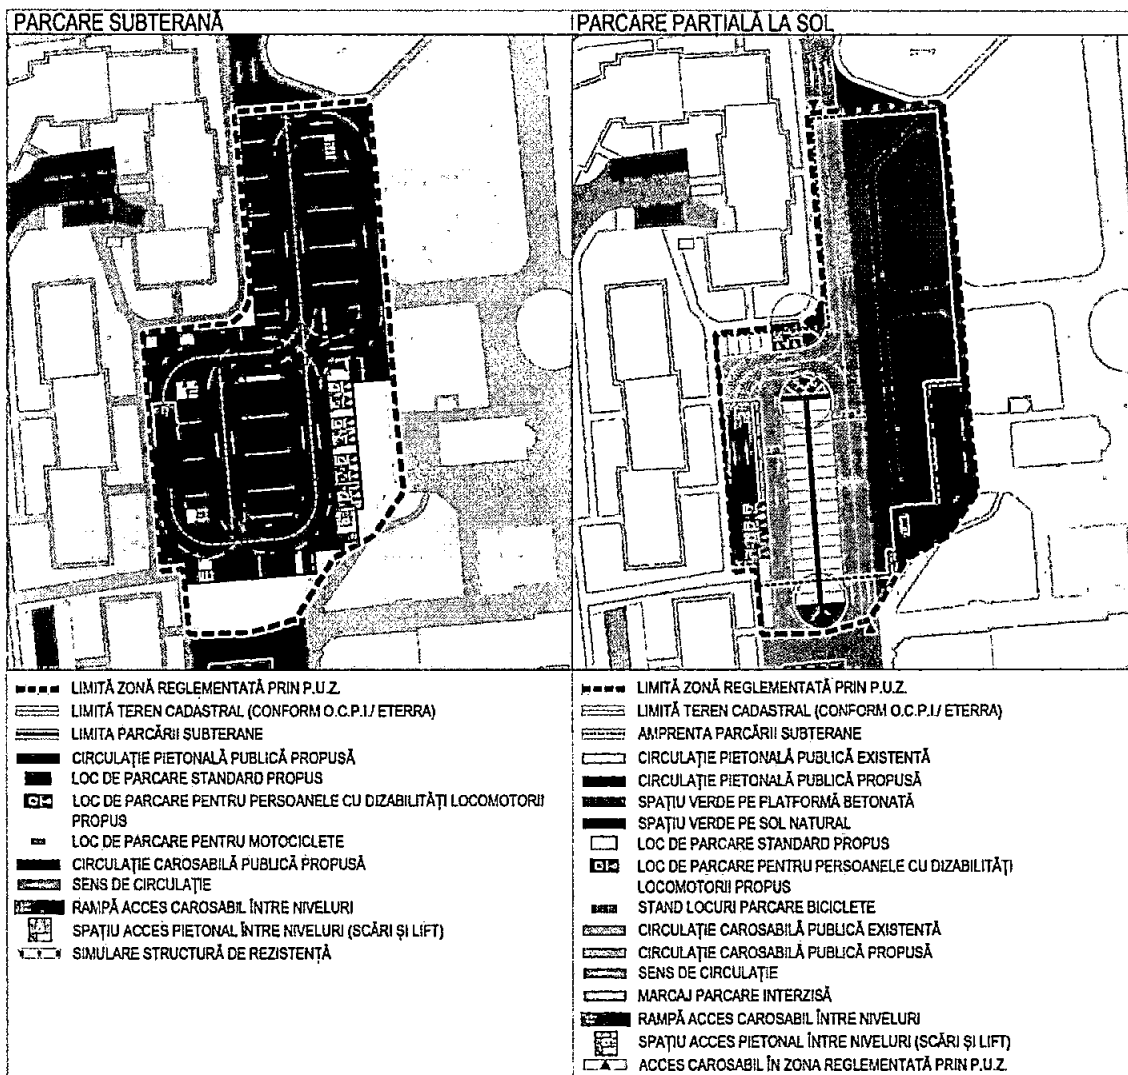 PARCARE SUBTERANĂ
LIMITĂ ZONĂ REGLEMENTATĂ PRIN P.U.Z.
LIMITĂ TEREN CADASTRAL (CONFORM O.C.P.I./ ETERRA)
LIMITA PARCĂRII SUBTERANE
CIRCULAȚIE PIETONALĂ PUBLICĂ PROPUSĂ
LOC DE PARCARE STANDARD PROPUS
LOC DE PARCARE PENTRU PERSOANELE CU DIZABILITĂȚI LOCOMOTORII
PROPUS
LOC DE PARCARE PENTRU MOTOCICLETE
CIRCULAȚIE CAROSABILĂ PUBLICĂ PROPUSĂ
SENS DE CIRCULAȚIE
RAMPĂ ACCES CAROSABIL ÎNTRE NIVELURI
SPAȚIU ACCES PIETONAL ÎNTRE NIVELURI (SCĂRI ȘI LIFT)
SIMULARE STRUCTURĂ DE REZISTENȚĂ
PARCARE PARȚIALĂ LA SOL
LIMITĂ ZONĂ REGLEMENTATĂ PRIN P.U.Z.
LIMITĂ TEREN CADASTRAL (CONFORM O.C.P.I./ ETERRA)
AMPRENTA PARCĂRII SUBTERANE
CIRCULAȚIE PIETONALĂ PUBLICĂ EXISTENTĂ
CIRCULAȚIE PIETONALĂ PUBLICĂ PROPUSĂ
SPAȚIU VERDE PE PLATFORMĂ BETONATĂ
SPAȚIU VERDE PE SOL NATURAL
LOC DE PARCARE STANDARD PROPUS
LOC DE PARCARE PENTRU PERSOANELE CU DIZABILITĂȚI
LOCOMOTORII PROPUS
STAND LOCURI PARCARE BICICLETE
CIRCULAȚIE CAROSABILĂ PUBLICĂ EXISTENTĂ
CIRCULAȚIE CAROSABILĂ PUBLICĂ PROPUSĂ
SENS DE CIRCULAȚIE
MARCAJ PARCARE INTERZISĂ
RAMPĂ ACCES CAROSABIL ÎNTRE NIVELURI
SPAȚIU ACCES PIETONAL ÎNTRE NIVELURI (SCĂRI ȘI LIFT)
ACCES CAROSABIL ÎN ZONA REGLEMENTATĂ PRIN P.U.Z.